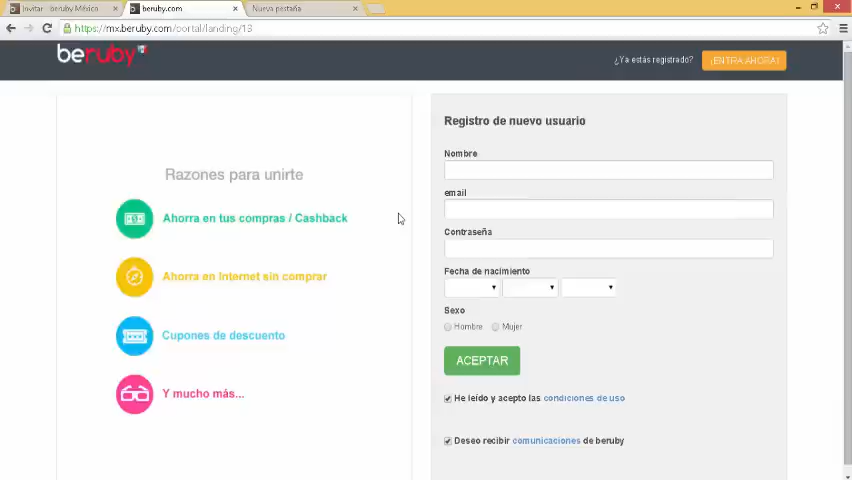 Invitar - beruby México
beruby.com
Nueva pestaña
https://mx.beruby.com/portal/landing/13
beruby
¿Ya estás registrado?
¡ENTRA AHORA!
Razones para unirte
Ahorra en tus compras / Cashback
Ahorra en Internet sin comprar
Cupones de descuento
Y mucho más...
Registro de nuevo usuario
Nombre
email
Contraseña
Fecha de nacimiento
Sexo
Hombre
Mujer
ACEPTAR
He leído y acepto las condiciones de uso
Deseo recibir comunicaciones de beruby